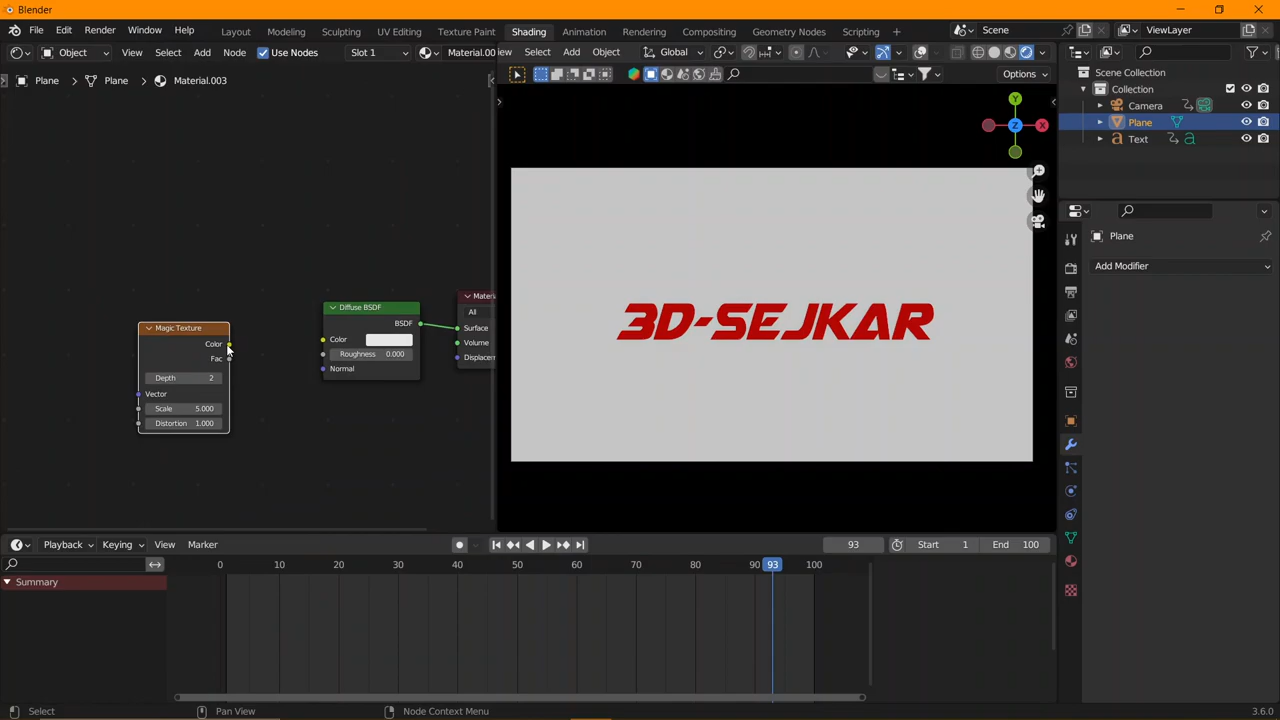 Blender
File Edit Render Window Help Layout Modeling Sculpting UV Editing Texture Paint Shading Animation Rendering Compositing Geometry Nodes Scripting + Scene ViewLayer
Object View Select Add Node Use Nodes Slot 1 Material.00 Select Add Object Global
Plane Plane Material.003 Options
Scene Collection
Collection
Camera
Plane
Text
Y
Z X
Plane
Add Modifier
Magic Texture
Color
Fac
Depth 2
Vector
Scale 5.000
Distortion 1.000
Diffuse BSDF
BSDF
Color
Roughness 0.000
Normal
Materia
All
Surface
Volume
Displacem
3D-SEJKAR
Playback Keying View Marker 93 Start 1 End 100
0 10 20 30 40 50 60 70 80 90 93 100
Summary
Select Pan View Node Context Menu 3.6.0